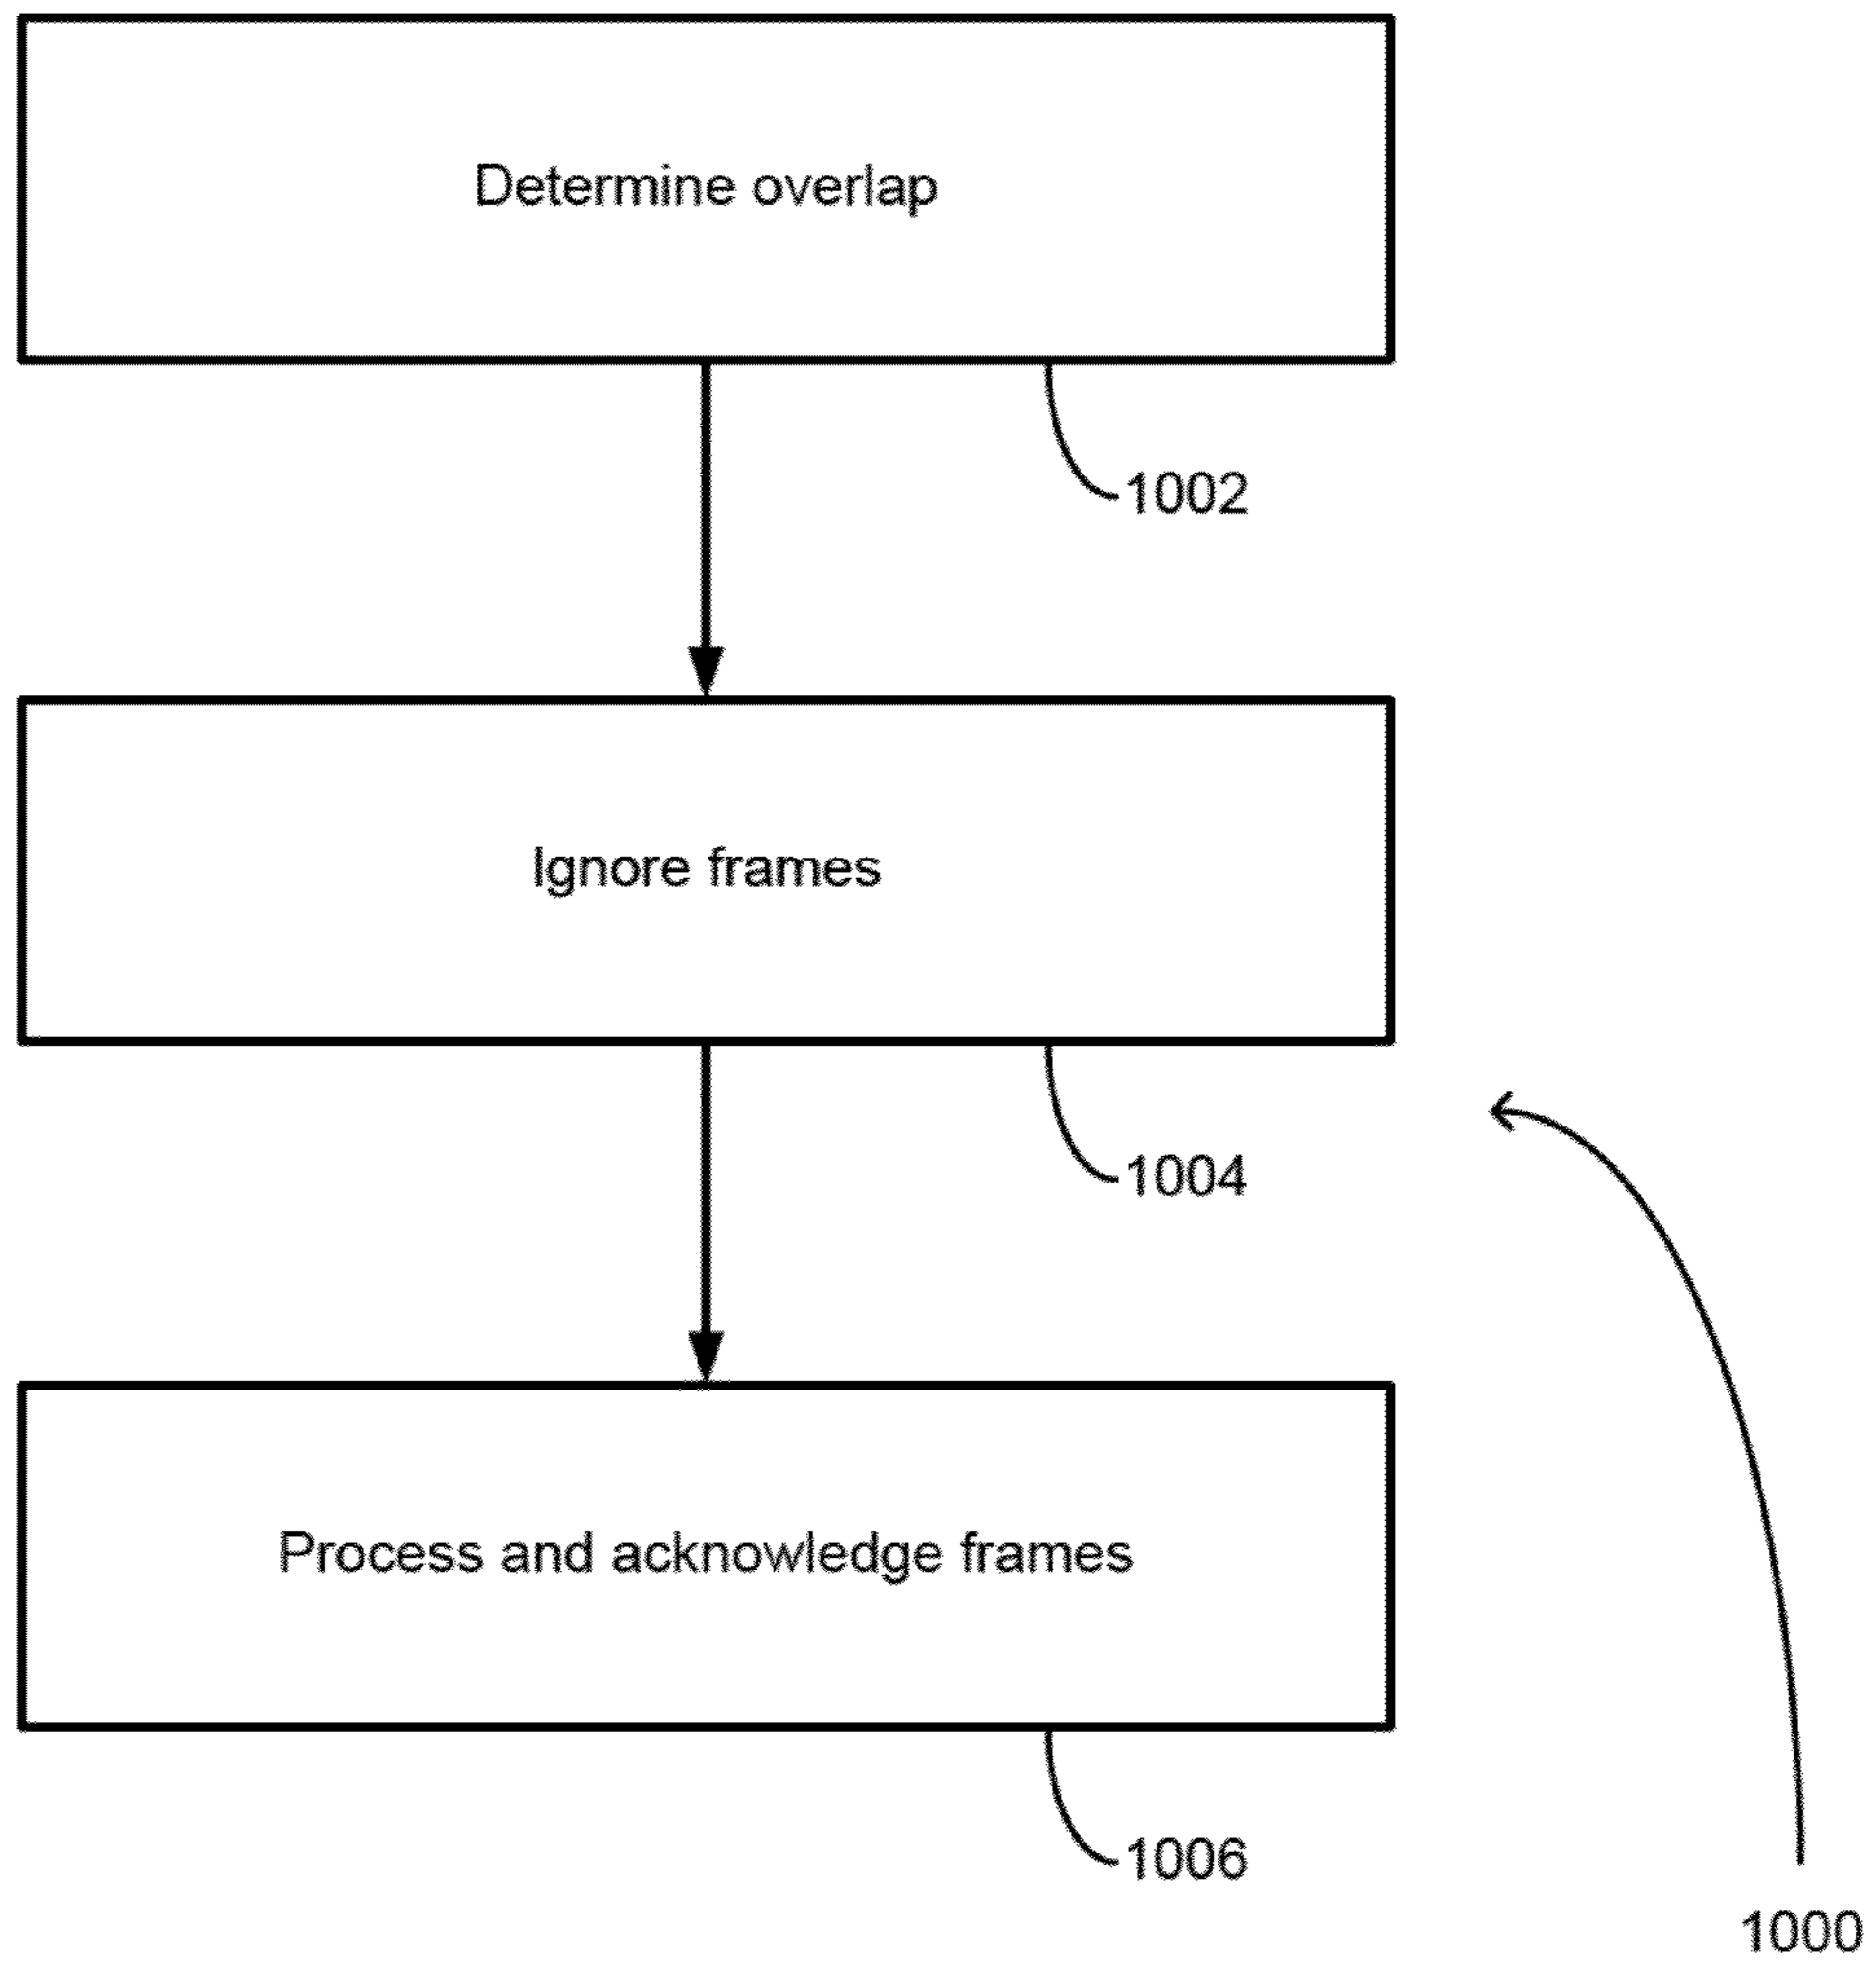 Determine overlap
1002
Ignore frames
1004
Process and acknowledge frames
1006
1000